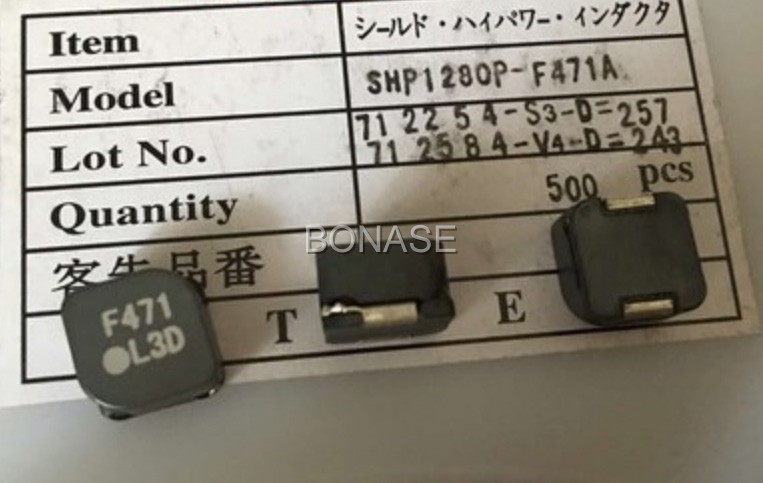 Item シールド・ハイパワー・インダクタ
Model SHP1280P-F471A
Lot No. 71 22 5 4-S3-D=257
71 25 8 4-V4-D=243
Quantity 500 pcs
BONASE
客先品番
F471
L3D
T E